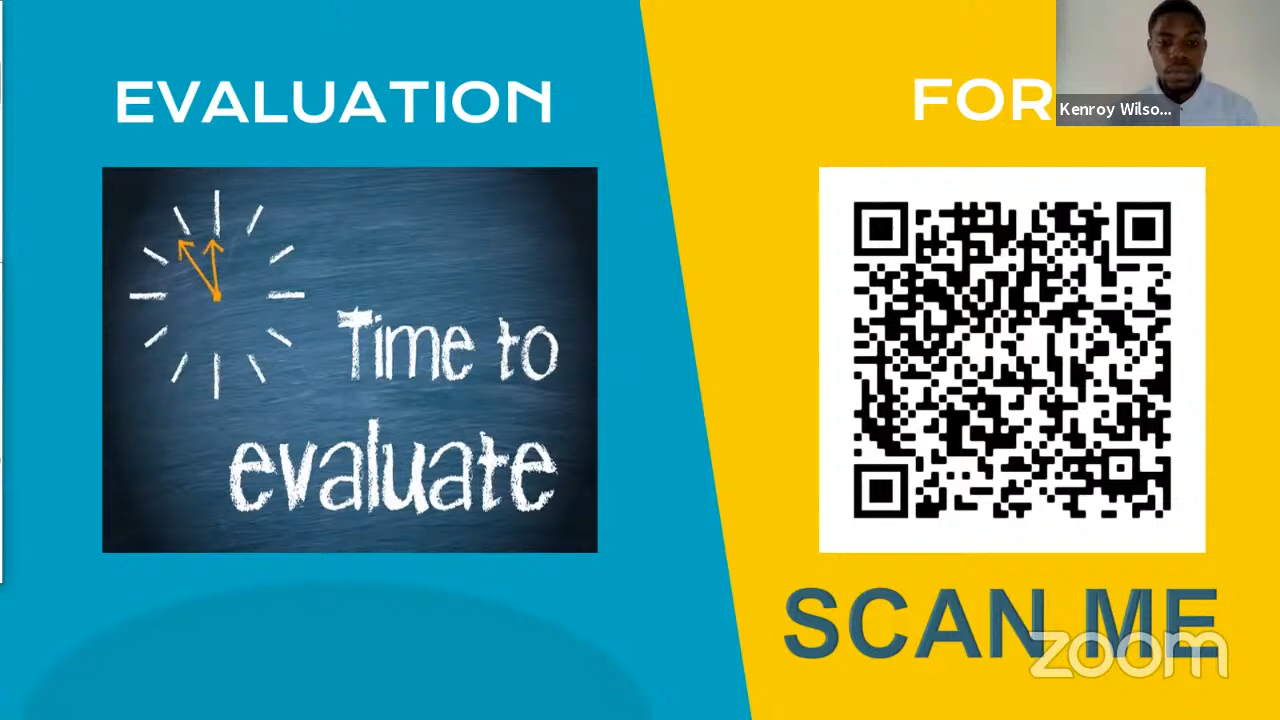 EVALUATION
FOR
Kenroy Wilso...
Time to
evaluate
SCAN ME
zoom